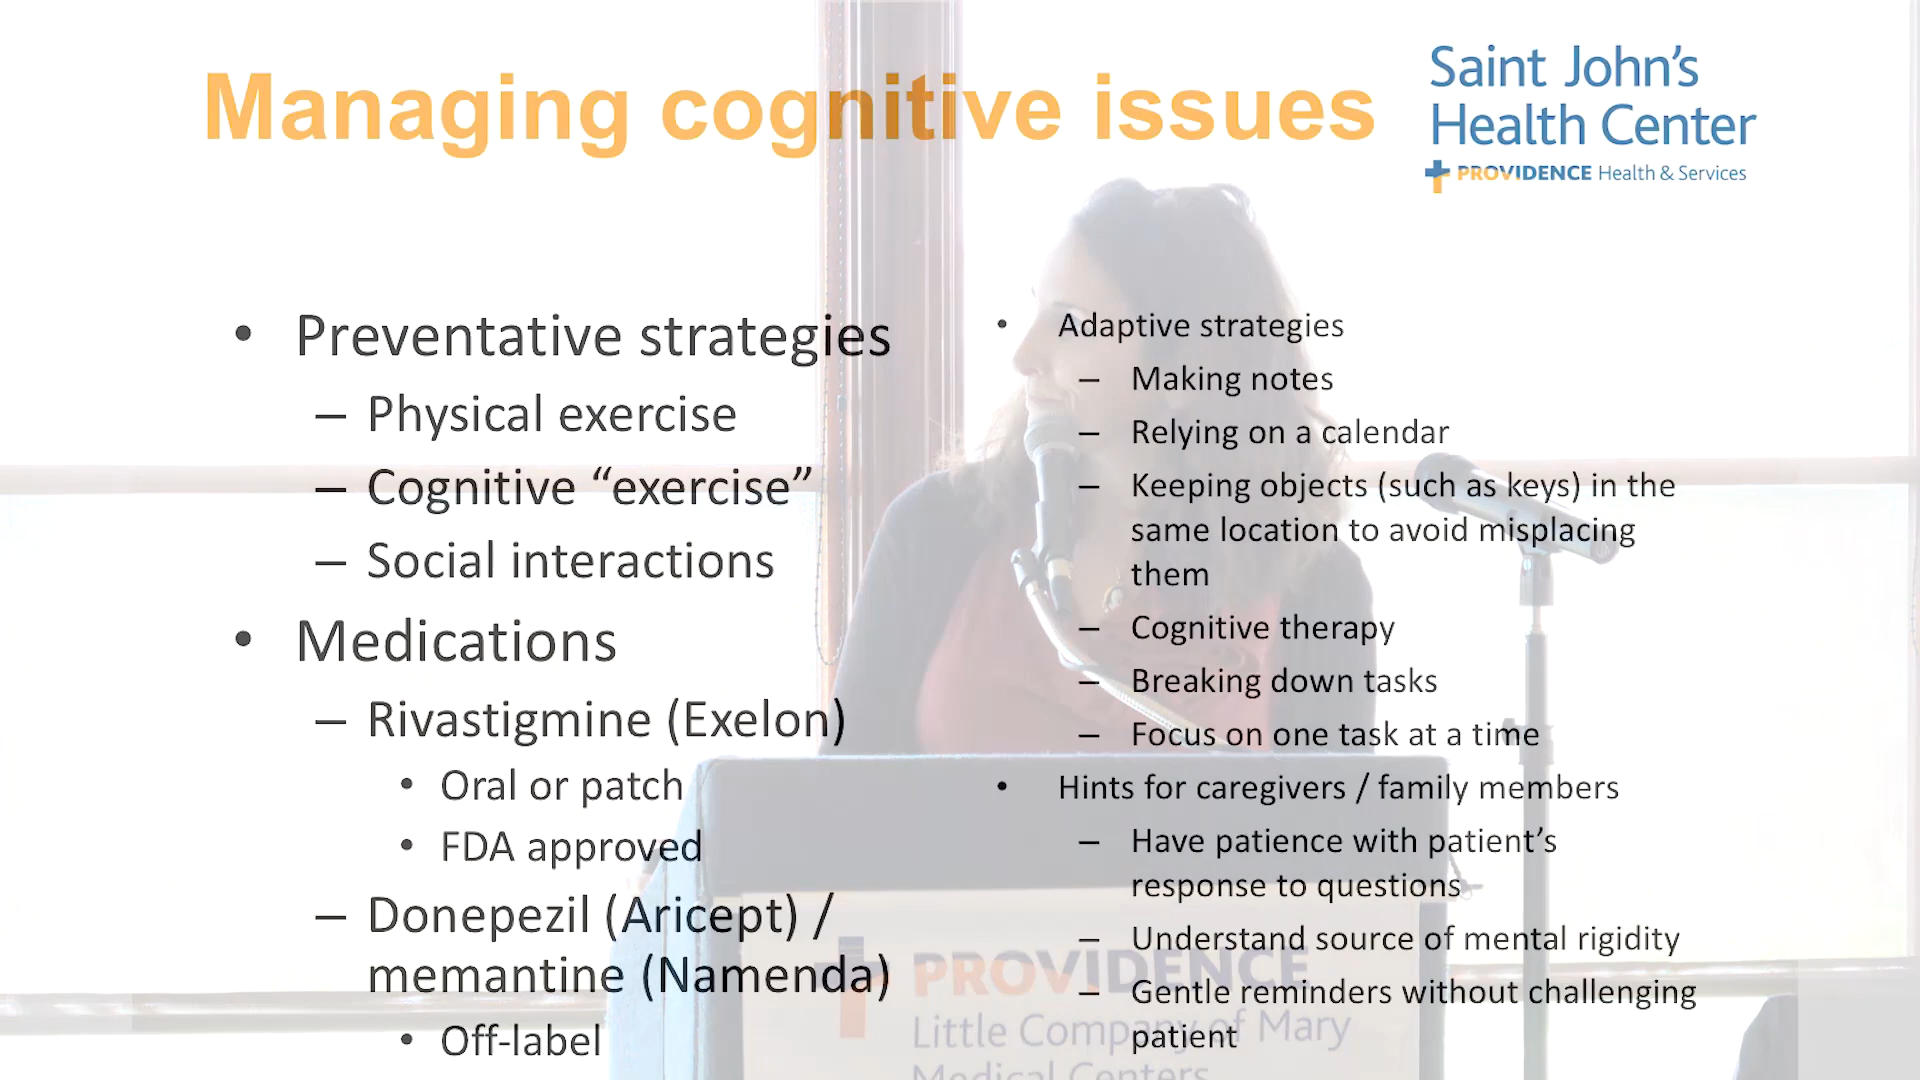 Managing cognitive issues
Saint John's
Health Center
PROVIDENCE Health & Services
• Preventative strategies
– Physical exercise
– Cognitive “exercise”
– Social interactions
• Medications
– Rivastigmine (Exelon)
• Oral or patch
• FDA approved
– Donepezil (Aricept) /
memantine (Namenda)
• Off-label
• Adaptive strategies
– Making notes
– Relying on a calendar
– Keeping objects (such as keys) in the
same location to avoid misplacing
them
– Cognitive therapy
– Breaking down tasks
– Focus on one task at a time
• Hints for caregivers / family members
– Have patience with patient’s
response to questions
– Understand source of mental rigidity
– Gentle reminders without challenging
patient
PROVIDENCE
Little Company of Mary
Medical Centers